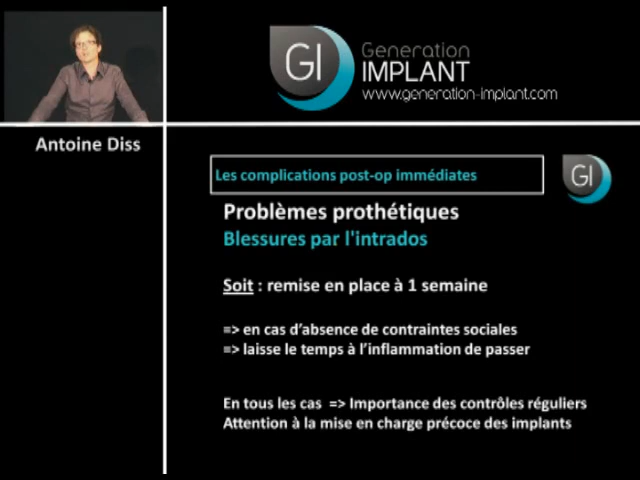 GI
Generation
IMPLANT
www.generation-implant.com
Antoine Diss
Les complications post-op immédiates
GI
Problèmes prothétiques
Blessures par l'intrados
Soit : remise en place à 1 semaine
=> en cas d'absence de contraintes sociales
=> laisse le temps à l'inflammation de passer
En tous les cas => Importance des contrôles réguliers
Attention à la mise en charge précoce des implants